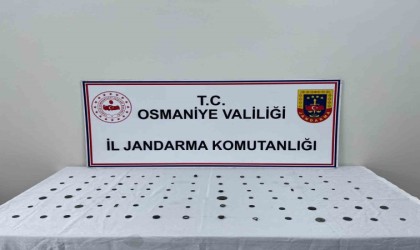 T.C.
OSMANİYE VALİLİĞİ
İL JANDARMA KOMUTANLIĞI